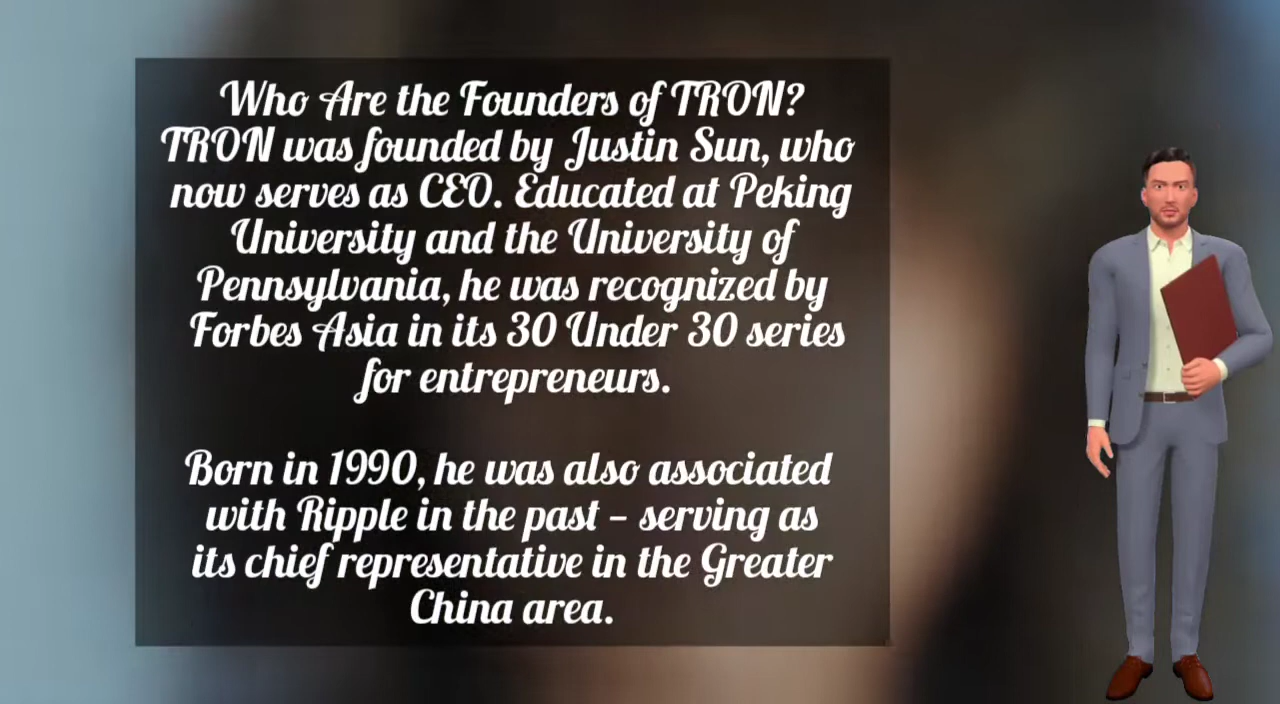 Who Are the Founders of TRON?
TRON was founded by Justin Sun, who
now serves as CEO. Educated at Peking
University and the University of
Pennsylvania, he was recognized by
Forbes Asia in its 30 Under 30 series
for entrepreneurs.
Born in 1990, he was also associated
with Ripple in the past – serving as
its chief representative in the Greater
China area.